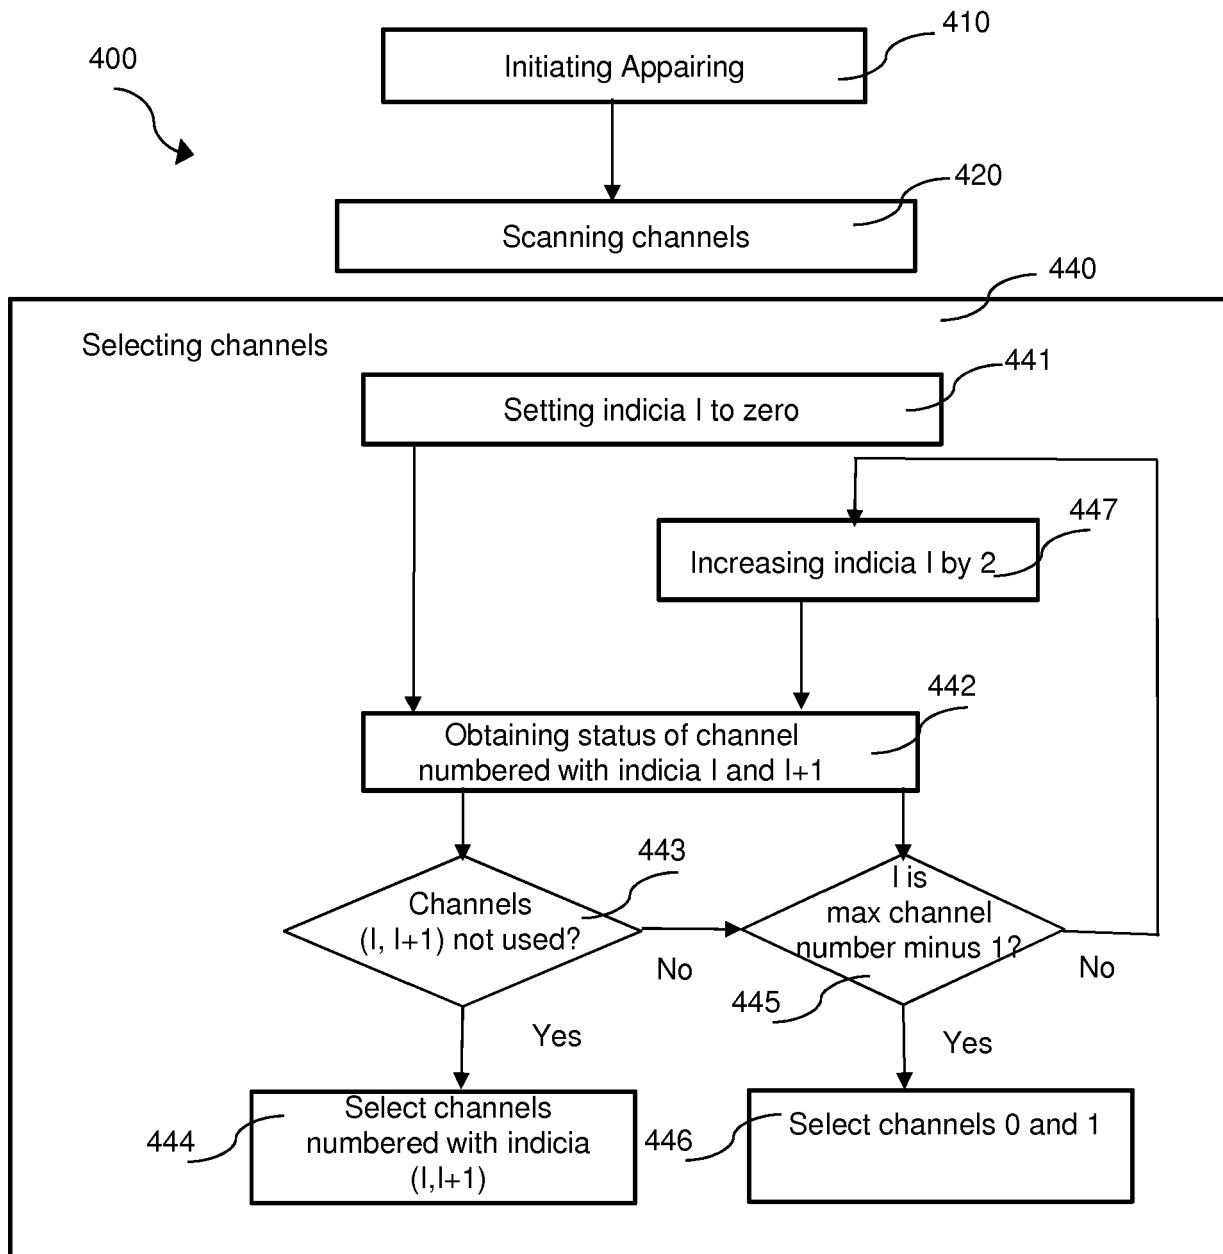 400
410
Initiating Appairing
420
Scanning channels
440
Selecting channels
441
Setting indicia I to zero
447
Increasing indicia I by 2
442
Obtaining status of channel
numbered with indicia I and I+1
443
Channels
(I, I+1) not used?
No
I is
max channel
number minus 1?
No
445
Yes
Yes
444
Select channels
numbered with indicia
(I,I+1)
446
Select channels 0 and 1